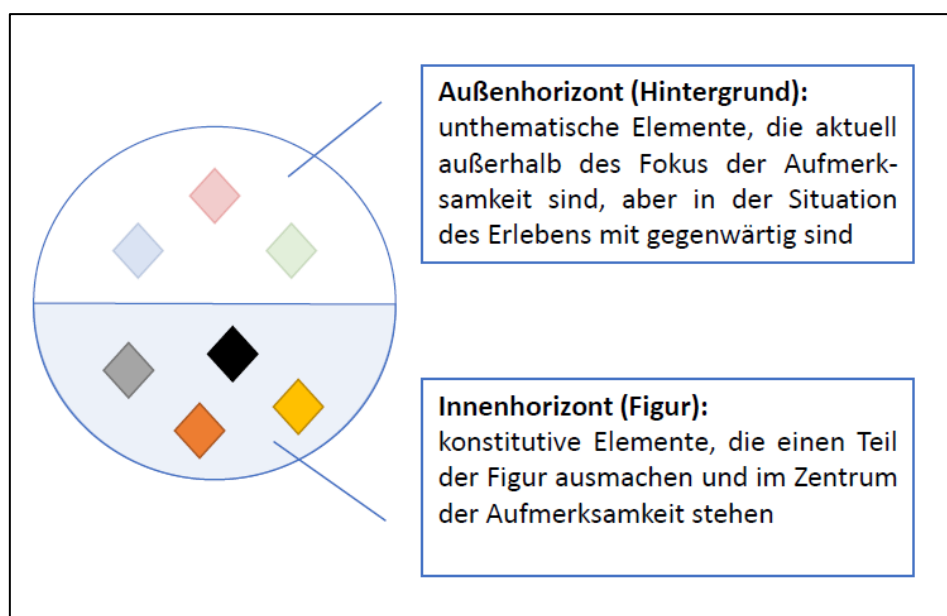 Außenhorizont (Hintergrund):
unthematische Elemente, die aktuell
außerhalb des Fokus der Aufmerk-
samkeit sind, aber in der Situation
des Erlebens mit gegenwärtig sind
Innenhorizont (Figur):
konstitutive Elemente, die einen Teil
der Figur ausmachen und im Zentrum
der Aufmerksamkeit stehen